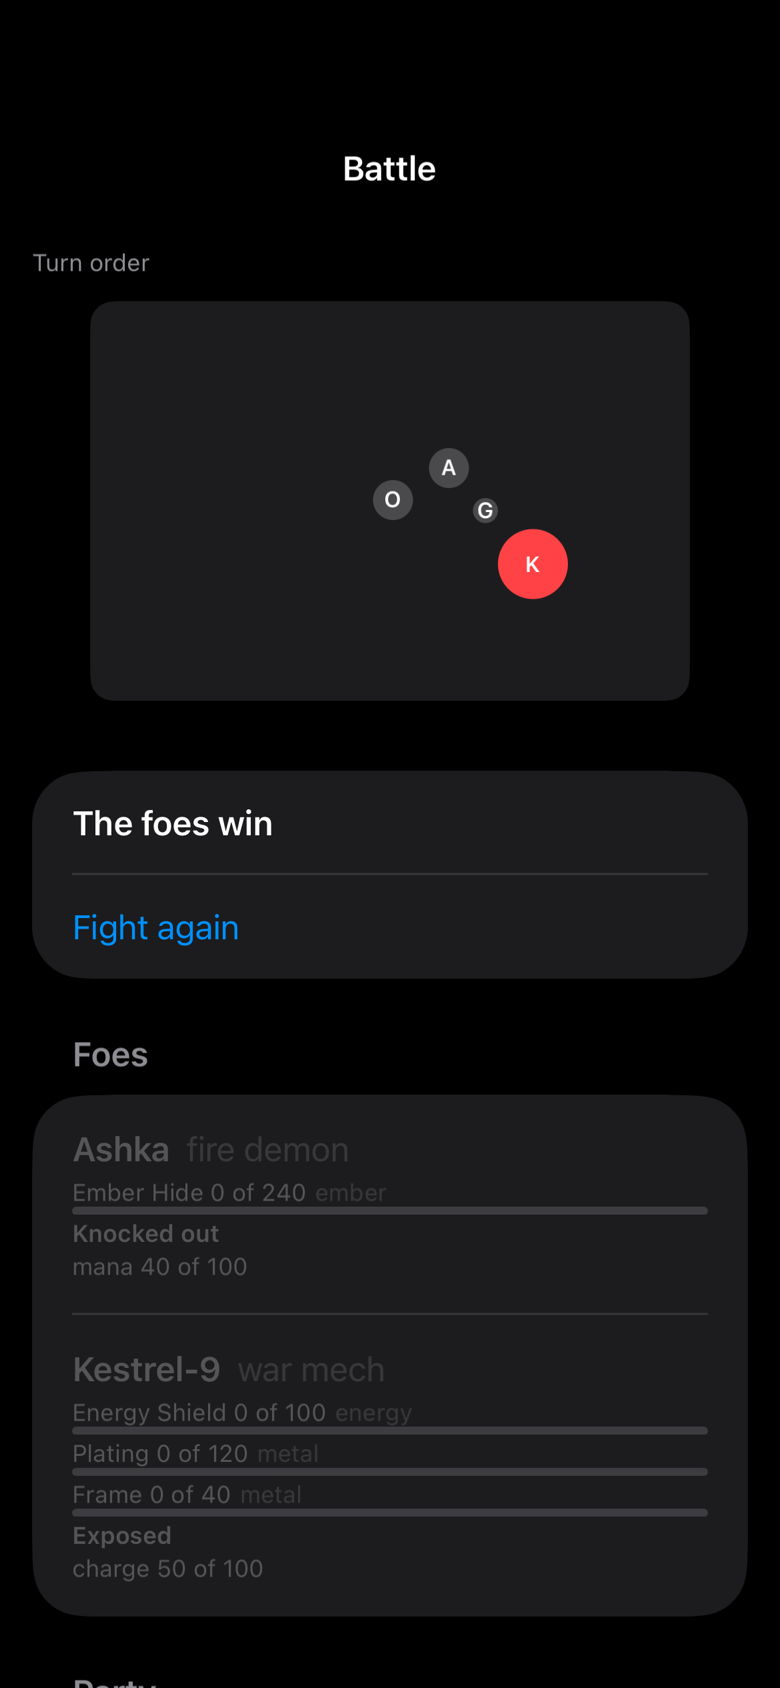 Battle
Turn order
A
O
G
K
The foes win
Fight again
Foes
Ashka fire demon
Ember Hide 0 of 240 ember
Knocked out
mana 40 of 100
Kestrel-9 war mech
Energy Shield 0 of 100 energy
Plating 0 of 120 metal
Frame 0 of 40 metal
Exposed
charge 50 of 100
Party